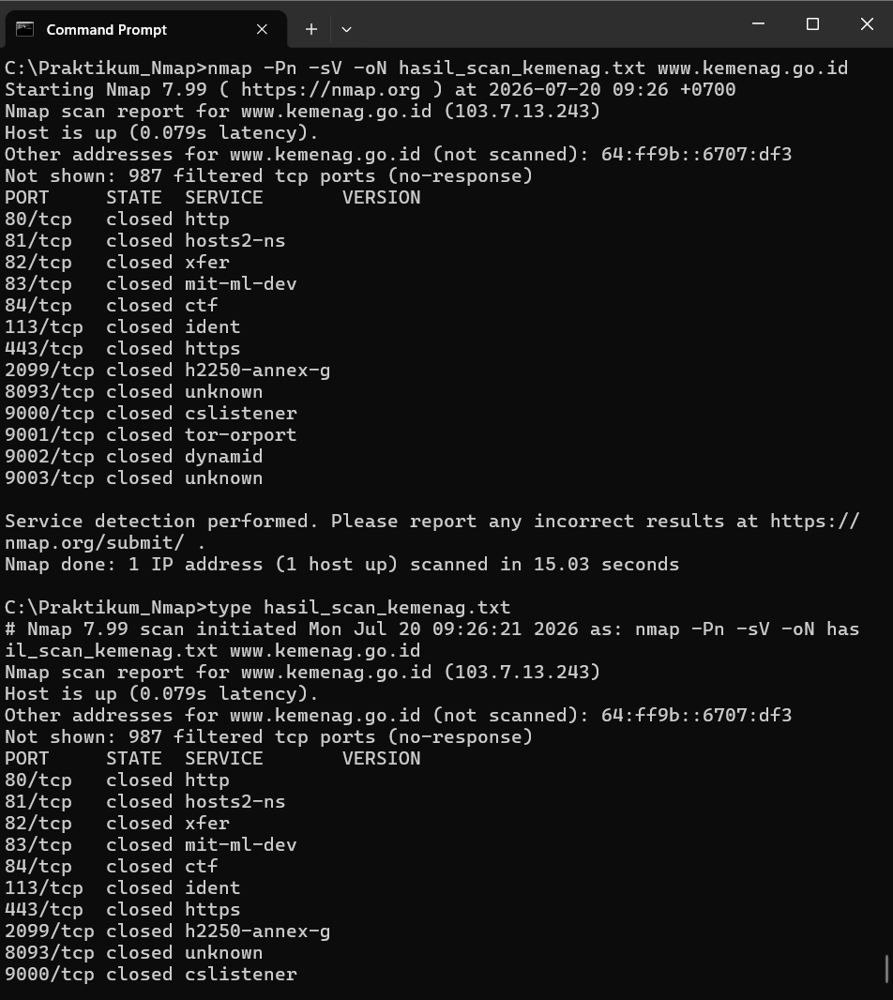 Command Prompt
C:\Praktikum_Nmap>nmap -Pn -sV -oN hasil_scan_kemenag.txt www.kemenag.go.id
Starting Nmap 7.99 ( https://nmap.org ) at 2026-07-20 09:26 +0700
Nmap scan report for www.kemenag.go.id (103.7.13.243)
Host is up (0.079s latency).
Other addresses for www.kemenag.go.id (not scanned): 64:ff9b::6707:df3
Not shown: 987 filtered tcp ports (no-response)
PORT     STATE  SERVICE       VERSION
80/tcp   closed http
81/tcp   closed hosts2-ns
82/tcp   closed xfer
83/tcp   closed mit-ml-dev
84/tcp   closed ctf
113/tcp  closed ident
443/tcp  closed https
2099/tcp closed h2250-annex-g
8093/tcp closed unknown
9000/tcp closed cslistener
9001/tcp closed tor-orport
9002/tcp closed dynamid
9003/tcp closed unknown
Service detection performed. Please report any incorrect results at https://
nmap.org/submit/ .
Nmap done: 1 IP address (1 host up) scanned in 15.03 seconds
C:\Praktikum_Nmap>type hasil_scan_kemenag.txt
# Nmap 7.99 scan initiated Mon Jul 20 09:26:21 2026 as: nmap -Pn -sV -oN has
il_scan_kemenag.txt www.kemenag.go.id
Nmap scan report for www.kemenag.go.id (103.7.13.243)
Host is up (0.079s latency).
Other addresses for www.kemenag.go.id (not scanned): 64:ff9b::6707:df3
Not shown: 987 filtered tcp ports (no-response)
PORT     STATE  SERVICE       VERSION
80/tcp   closed http
81/tcp   closed hosts2-ns
82/tcp   closed xfer
83/tcp   closed mit-ml-dev
84/tcp   closed ctf
113/tcp  closed ident
443/tcp  closed https
2099/tcp closed h2250-annex-g
8093/tcp closed unknown
9000/tcp closed cslistener